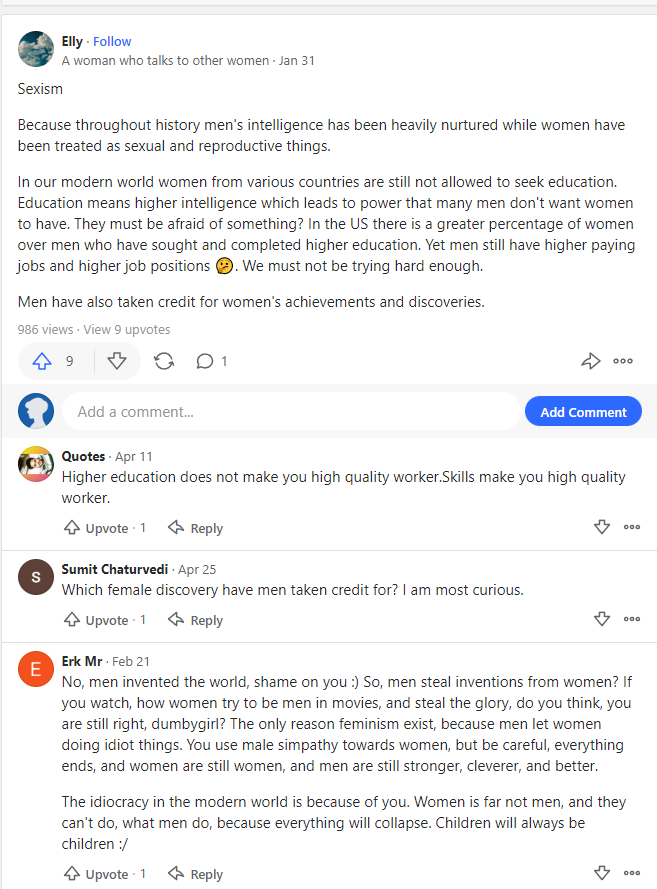 Elly · Follow
A woman who talks to other women · Jan 31
Sexism
Because throughout history men's intelligence has been heavily nurtured while women have
been treated as sexual and reproductive things.
In our modern world women from various countries are still not allowed to seek education.
Education means higher intelligence which leads to power that many men don't want women
to have. They must be afraid of something? In the US there is a greater percentage of women
over men who have sought and completed higher education. Yet men still have higher paying
jobs and higher job positions 🤔. We must not be trying hard enough.
Men have also taken credit for women's achievements and discoveries.
986 views · View 9 upvotes
9
1
Add a comment...
Add Comment
Quotes · Apr 11
Higher education does not make you high quality worker.Skills make you high quality
worker.
Upvote · 1
Reply
S
Sumit Chaturvedi · Apr 25
Which female discovery have men taken credit for? I am most curious.
Upvote · 1
Reply
E
Erk Mr · Feb 21
No, men invented the world, shame on you :) So, men steal inventions from women? If
you watch, how women try to be men in movies, and steal the glory, do you think, you
are still right, dumbygirl? The only reason feminism exist, because men let women
doing idiot things. You use male simpathy towards women, but be careful, everything
ends, and women are still women, and men are still stronger, cleverer, and better.
The idiocracy in the modern world is because of you. Women is far not men, and they
can't do, what men do, because everything will collapse. Children will always be
children :/
Upvote · 1
Reply